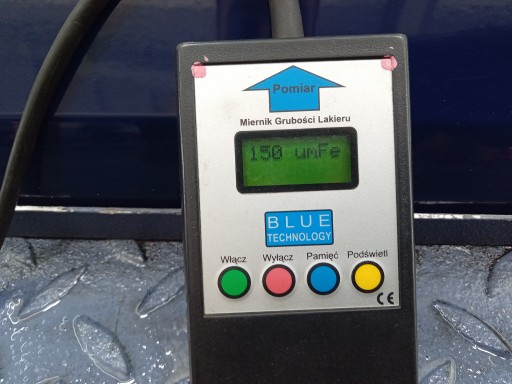 Pomiar
Miernik Grubości Lakieru
150 umFe
BLUE
TECHNOLOGY
Włącz Wyłącz Pamięć Podświetl
CE